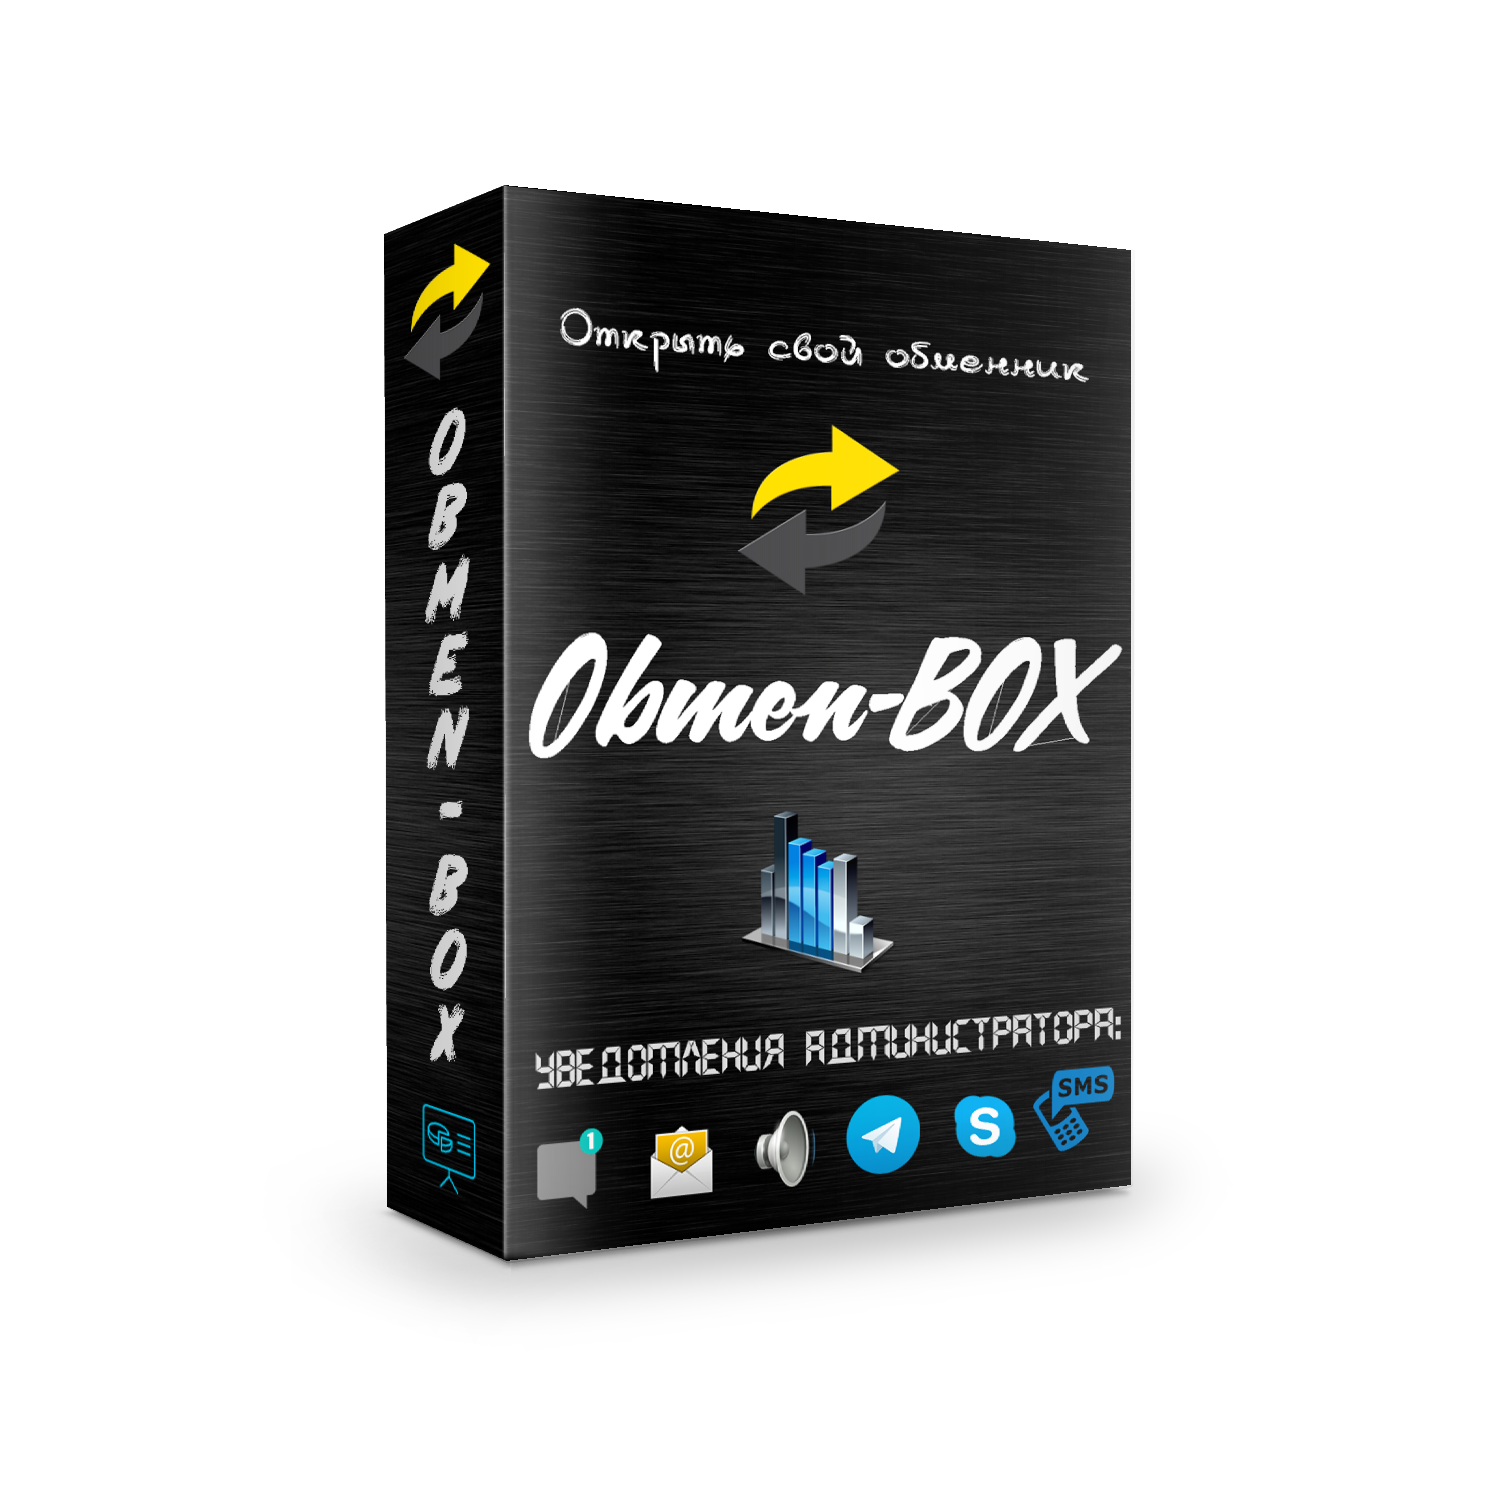 Открыть свой обменник
Obmen-BOX
УВЕДОМЛЕНИЯ АДМИНИСТРАТОРА:
1
@
S
SMS
OBMEN-BOX